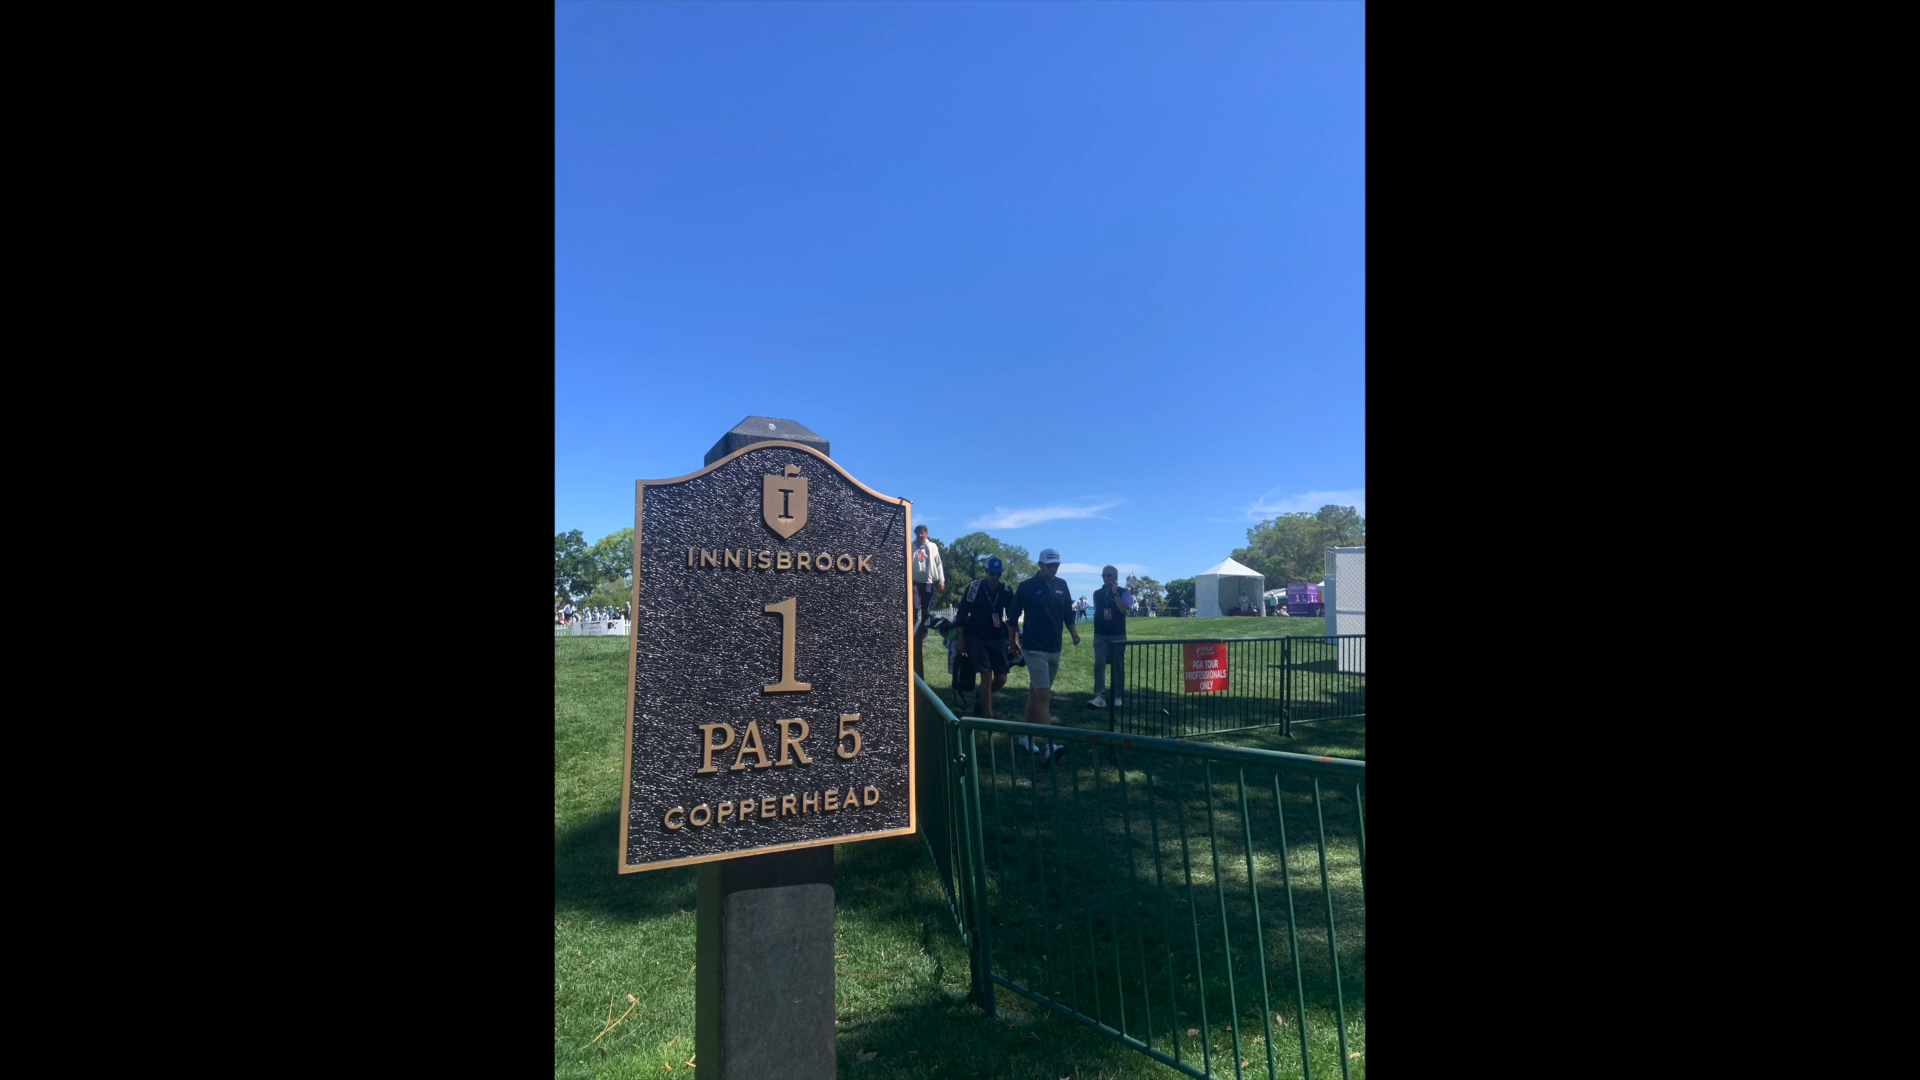 I
INNISBROOK
1
PAR 5
COPPERHEAD
PGA TOUR
PROFESSIONALS
ONLY